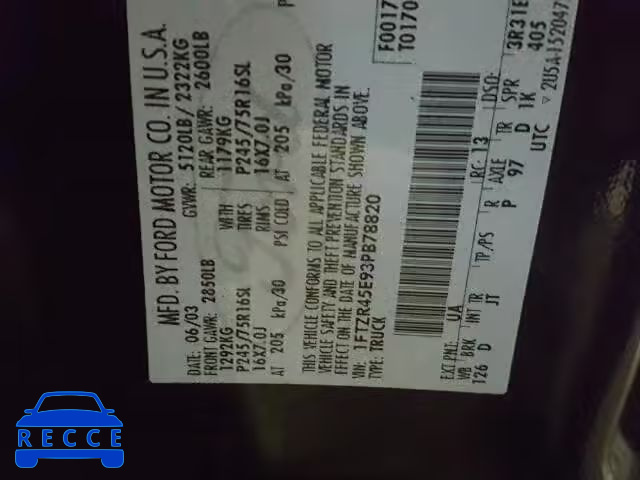 MFD. BY FORD MOTOR CO. IN U.S.A.
DATE: 06/03 GVWR: 5120LB/ 2322KG
FRONT GAWR: 2850LB REAR GAWR: 2600LB
1292KG WITH 1179KG
P245/75R16SL TIRES P245/75R16SL
16X7.0J RIMS 16X7.0J
AT 205 kPa/30 PSI COLD AT 205 kPa/30
THIS VEHICLE CONFORMS TO ALL APPLICABLE FEDERAL MOTOR
VEHICLE SAFETY AND THEFT PREVENTION STANDARDS IN
EFFECT ON THE DATE OF MANUFACTURE SHOWN ABOVE.
VIN: 1FTZR45E93PB78820
TYPE: TRUCK
F0017
T0170
EXT PNT: UA RC: 13 DSO:
WB BRK INT TR TP/PS R AXLE TR SPR
126 D JT P 97 D 1K
3R31E
405
UTC
RECCE